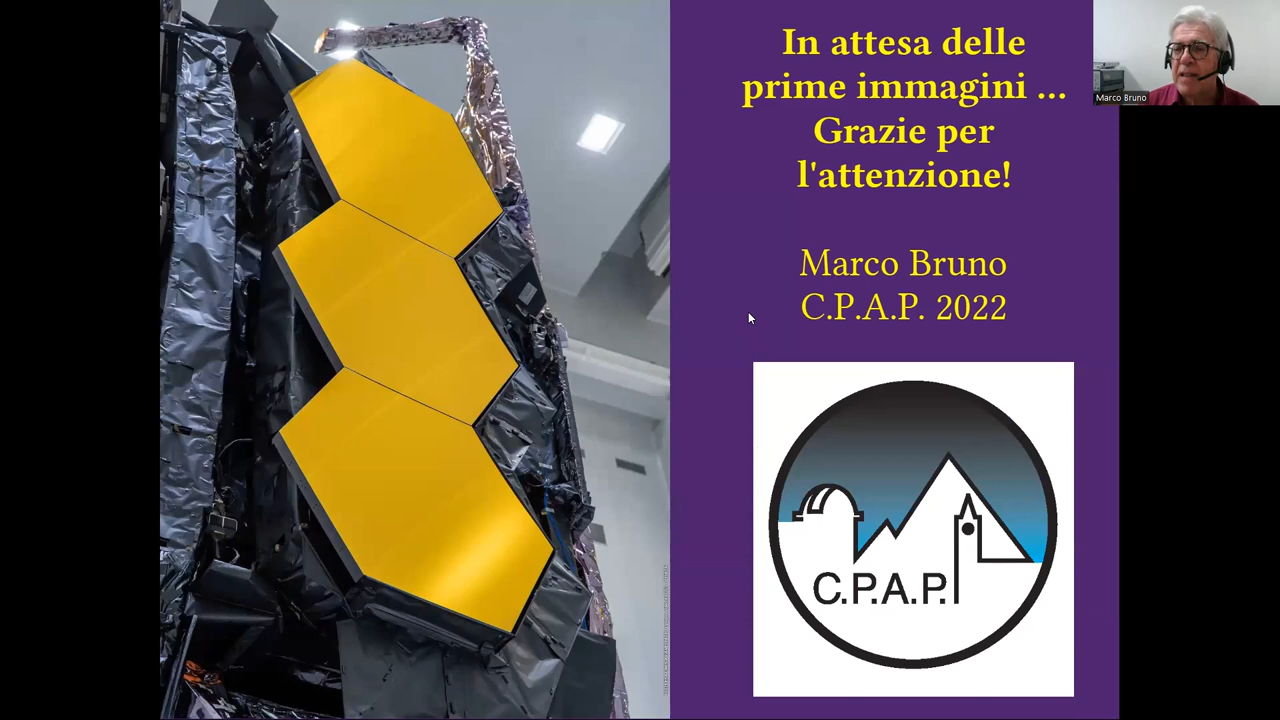 In attesa delle
prime immagini ...
Grazie per
l'attenzione!
Marco Bruno
C.P.A.P. 2022
C.P.A.P.
Marco Bruno